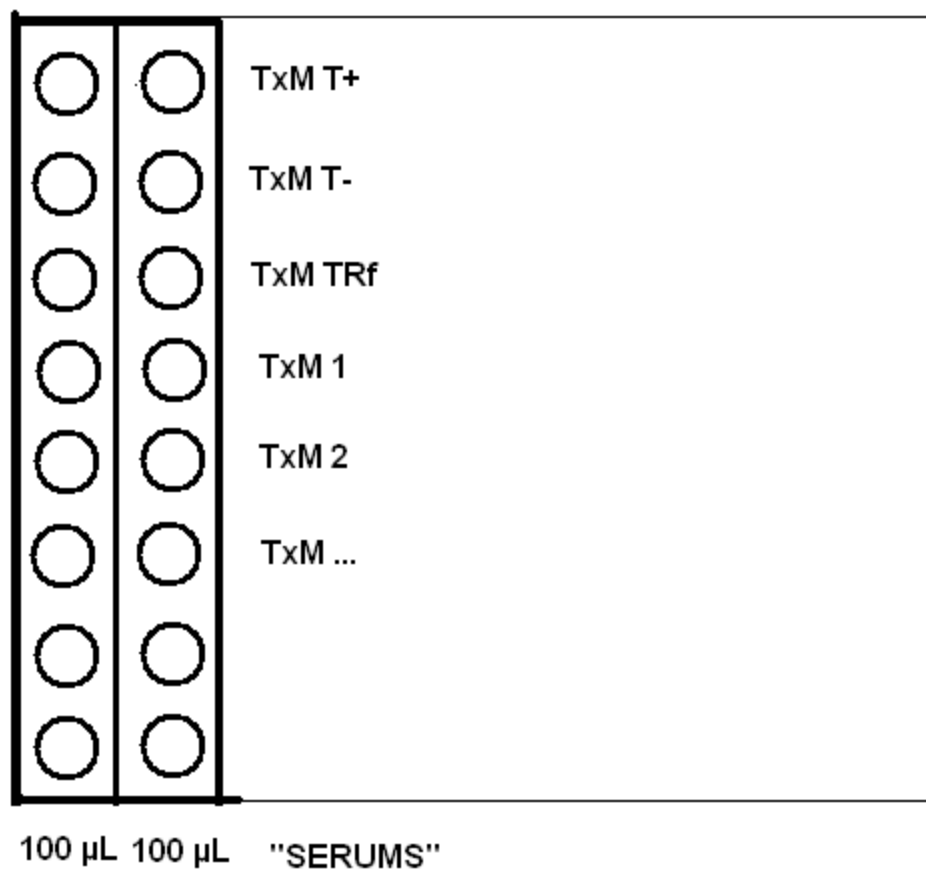 TxM T+
TxM T-
TxM TRf
TxM 1
TxM 2
TxM ...
100 µL 100 µL "SERUMS"